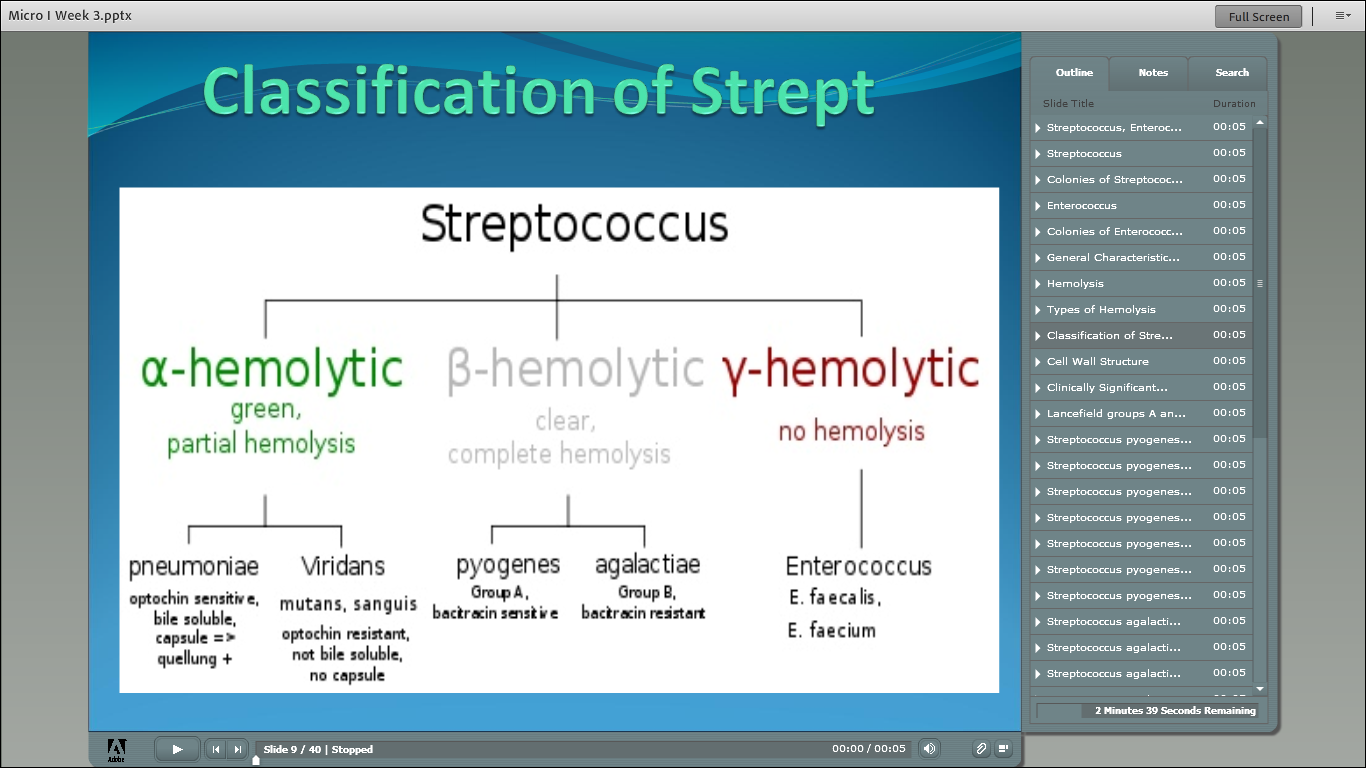 Micro I Week 3.pptx
Full Screen
Classification of Strept
Streptococcus
α-hemolytic
green,
partial hemolysis
β-hemolytic
clear,
complete hemolysis
γ-hemolytic
no hemolysis
pneumoniae
optochin sensitive,
bile soluble,
capsule =>
quellung +
Viridans
mutans, sanguis
optochin resistant,
not bile soluble,
no capsule
pyogenes
Group A,
bacitracin sensitive
agalactiae
Group B,
bacitracin resistant
Enterococcus
E. faecalis,
E. faecium
Outline Notes Search
Slide Title Duration
Streptococcus, Enteroc... 00:05
Streptococcus 00:05
Colonies of Streptococ... 00:05
Enterococcus 00:05
Colonies of Enterococc... 00:05
General Characteristic... 00:05
Hemolysis 00:05
Types of Hemolysis 00:05
Classification of Stre... 00:05
Cell Wall Structure 00:05
Clinically Significant... 00:05
Lancefield groups A an... 00:05
Streptococcus pyogenes... 00:05
Streptococcus pyogenes... 00:05
Streptococcus pyogenes... 00:05
Streptococcus pyogenes... 00:05
Streptococcus pyogenes... 00:05
Streptococcus pyogenes... 00:05
Streptococcus pyogenes... 00:05
Streptococcus agalacti... 00:05
Streptococcus agalacti... 00:05
Streptococcus agalacti... 00:05
2 Minutes 39 Seconds Remaining
Adobe
Slide 9 / 40 | Stopped
00:00 / 00:05